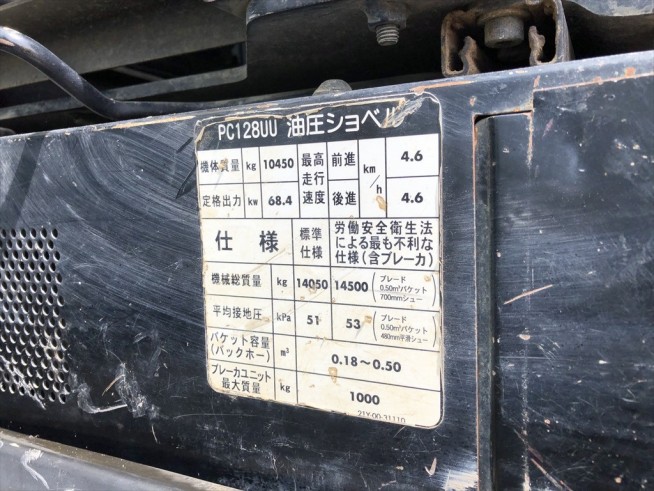 PC128UU 油圧ショベル
機体質量 kg 10450 最高走行速度 前進 km/h 4.6
定格出力 kw 68.4 後進 4.6
仕様 標準仕様 労働安全衛生法による最も不利な仕様(含ブレーカ)
機械総質量 kg 14050 14500 (ブレード 0.50m³バケット 700mmシュー)
平均接地圧 kPa 51 53 (ブレード 0.50m³バケット 480mm平滑シュー)
バケット容量(バックホー) m³ 0.18～0.50
ブレーカユニット最大質量 kg 1000
21Y-00-31110